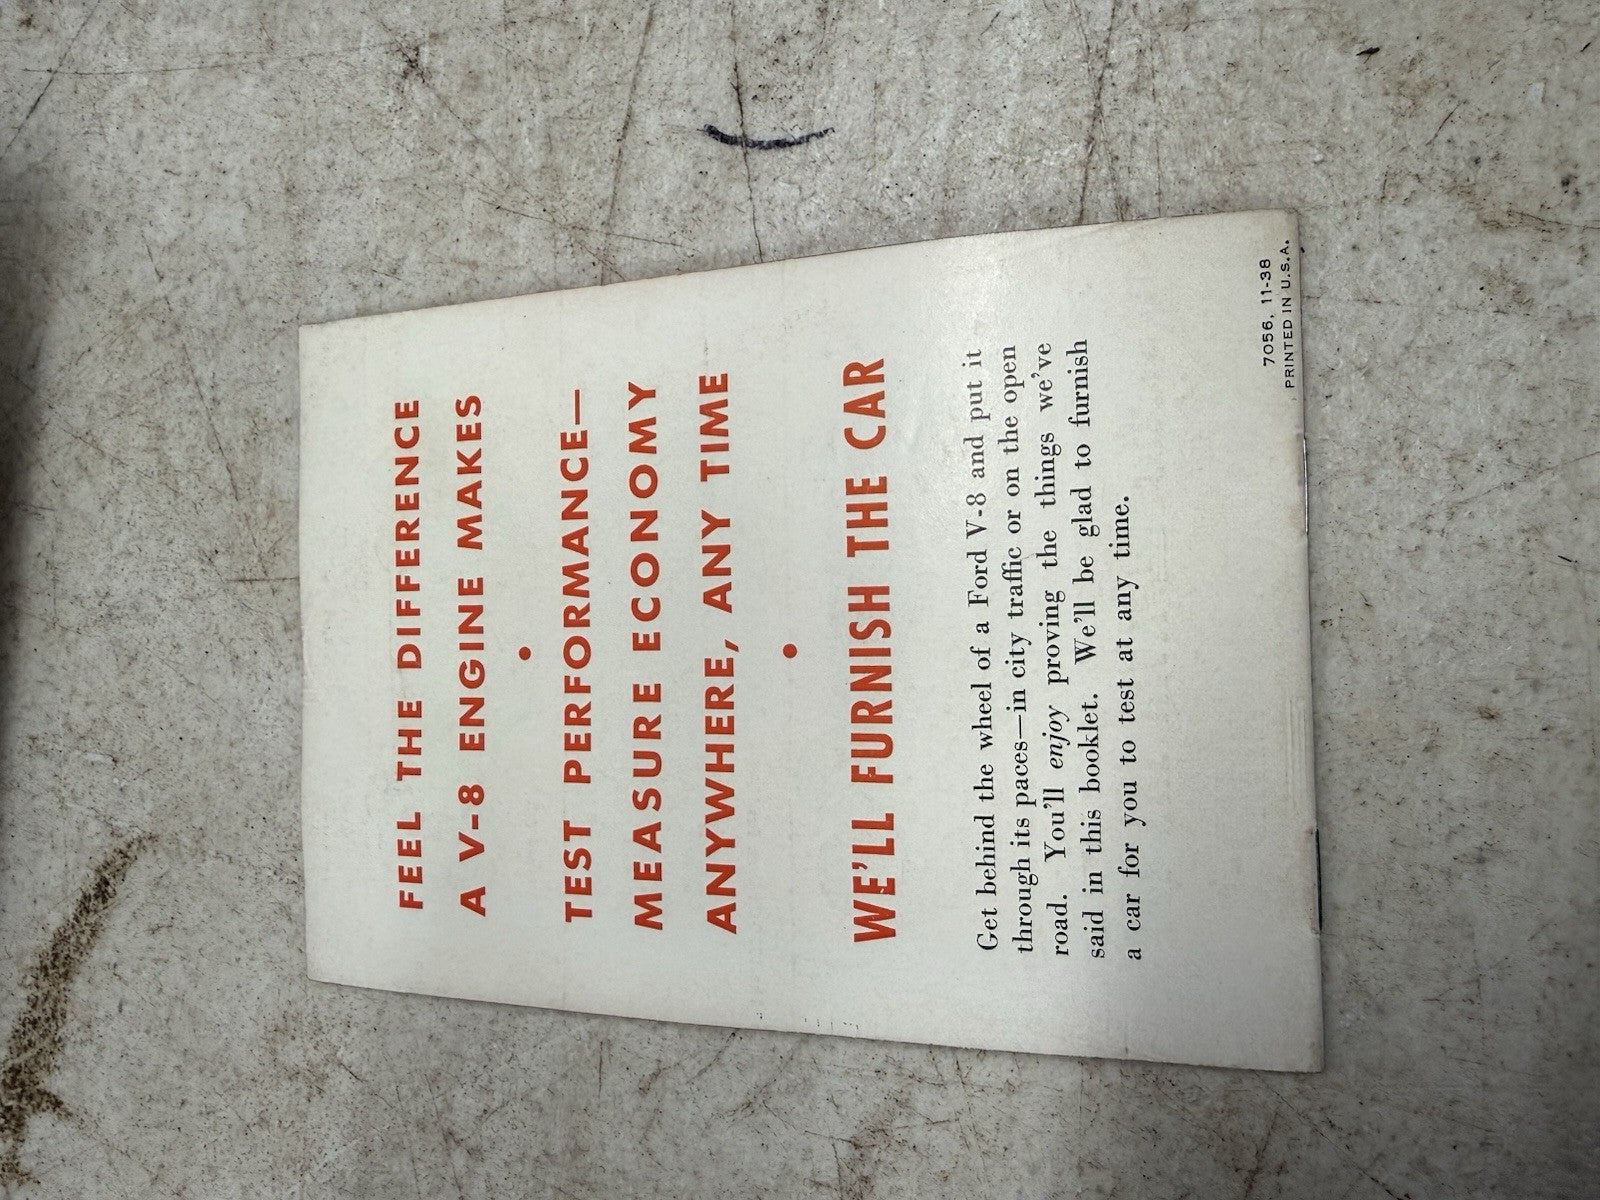 FEEL THE DIFFERENCE
A V-8 ENGINE MAKES
•
TEST PERFORMANCE—
MEASURE ECONOMY
ANYWHERE, ANY TIME
•
WE'LL FURNISH THE CAR
Get behind the wheel of a Ford V-8 and put it
through its paces—in city traffic or on the open
road. You'll enjoy proving the things we've
said in this booklet. We'll be glad to furnish
a car for you to test at any time.
7056, 11-38
PRINTED IN U.S.A.